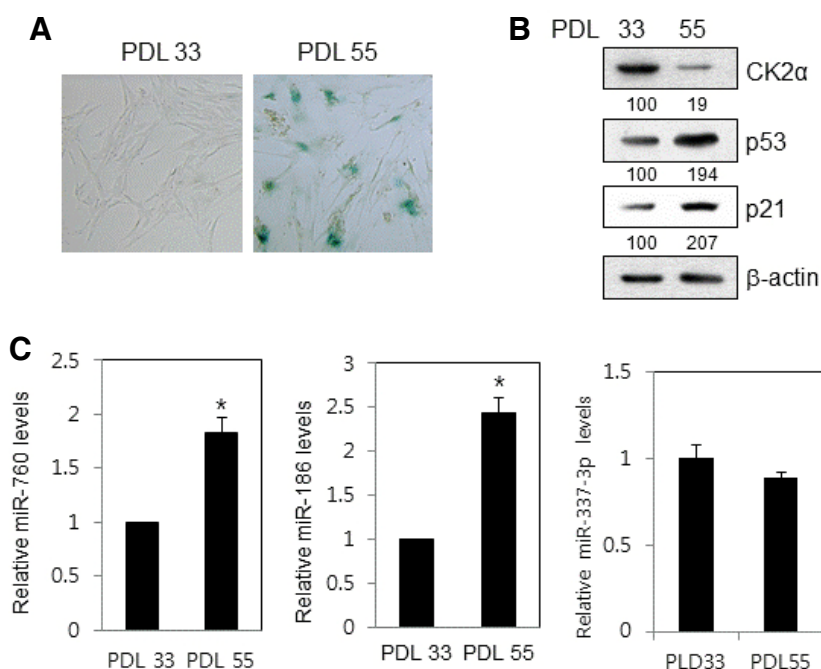 A
PDL 33 PDL 55
B
PDL 33 55
CK2α
100 19
p53
100 194
p21
100 207
β-actin
C
Relative miR-760 levels
2.5
2
1.5
1
0.5
0
PDL 33 PDL 55
*
Relative miR-186 levels
3
2.5
2
1.5
1
0.5
0
PDL 33 PDL 55
*
Relative miR-337-3p levels
1.5
1
0.5
0
PLD33 PDL55